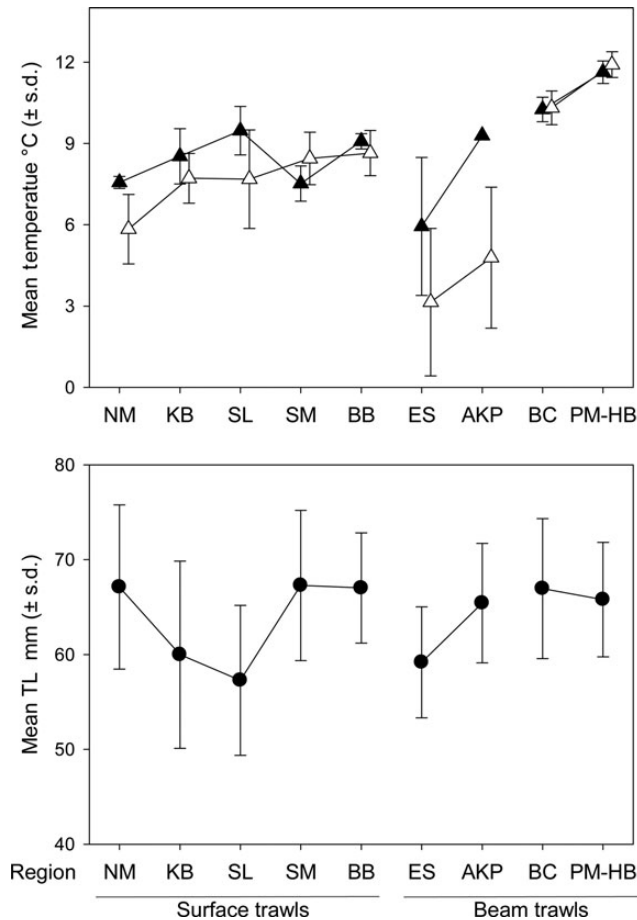 Mean temperatue °C (± s.d.)
12
9
6
3
0
NM KB SL SM BB ES AKP BC PM-HB
Mean TL mm (± s.d.)
80
70
60
50
40
Region NM KB SL SM BB ES AKP BC PM-HB
Surface trawls Beam trawls